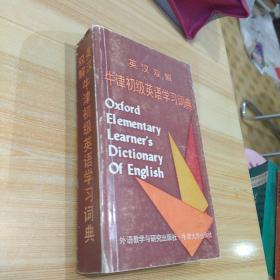 英汉双解
牛津初级英语学习词典
Oxford
Elementary
Learner's
Dictionary
Of English
外语教学与研究出版社·牛津大学出版社
英汉双解 牛津初级英语学习词典